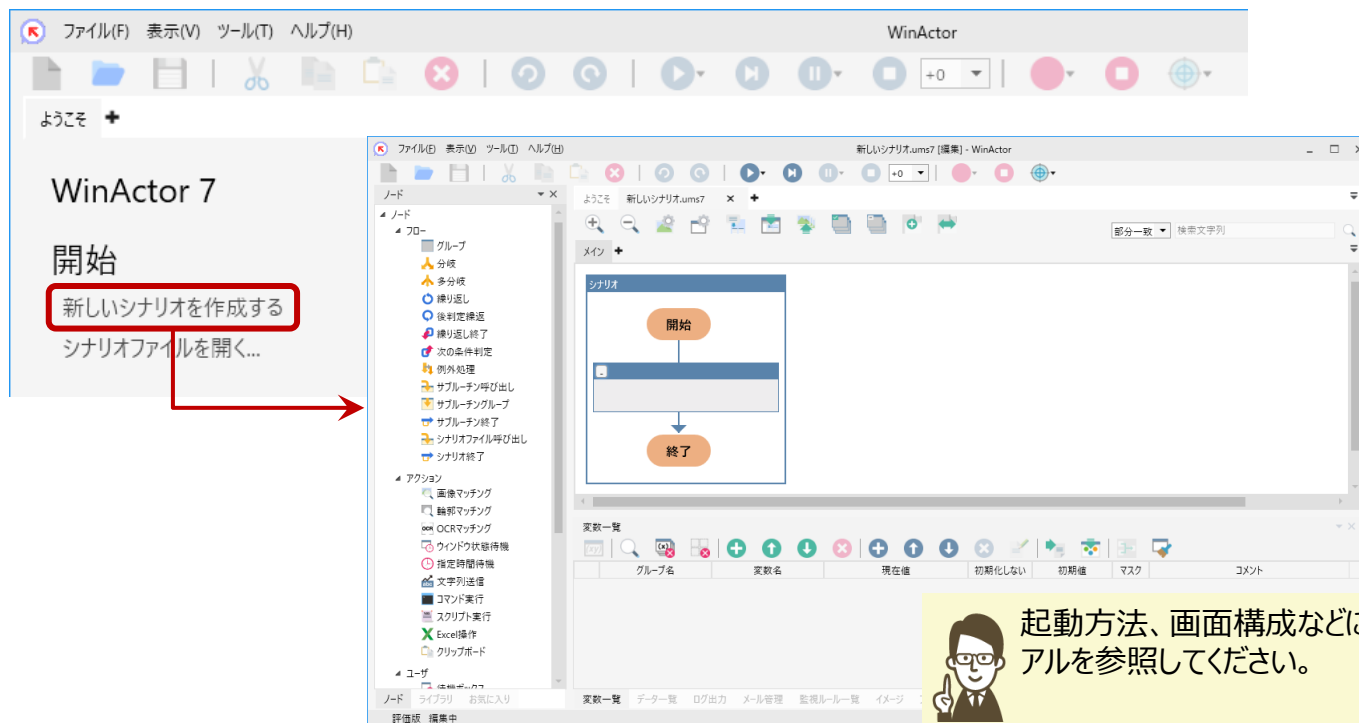 ファイル(F) 表示(V) ツール(T) ヘルプ(H)
WinActor
+0
ようこそ
WinActor 7
開始
新しいシナリオを作成する
シナリオファイルを開く...
ファイル(F) 表示(V) ツール(T) ヘルプ(H)
新しいシナリオ.ums7 [編集] - WinActor
+0
ノード
ノード
フロー
グループ
分岐
多分岐
繰り返し
後判定繰返
繰り返し終了
次の条件判定
例外処理
サブルーチン呼び出し
サブルーチングループ
サブルーチン終了
シナリオファイル呼び出し
シナリオ終了
アクション
画像マッチング
輪郭マッチング
OCR OCRマッチング
ウィンドウ状態待機
指定時間待機
文字列送信
コマンド実行
スクリプト実行
Excel操作
クリップボード
ユーザ
ノード ライブラリ お気に入り
評価版 編集中
ようこそ 新しいシナリオ.ums7
部分一致 検索文字列
メイン
シナリオ
開始
終了
変数一覧
グループ名 変数名 現在値 初期化しない 初期値 マスク コメント
変数一覧 データ一覧 ログ出力 メール管理 監視ルール一覧 イメージ
起動方法、画面構成などに
アルを参照してください。